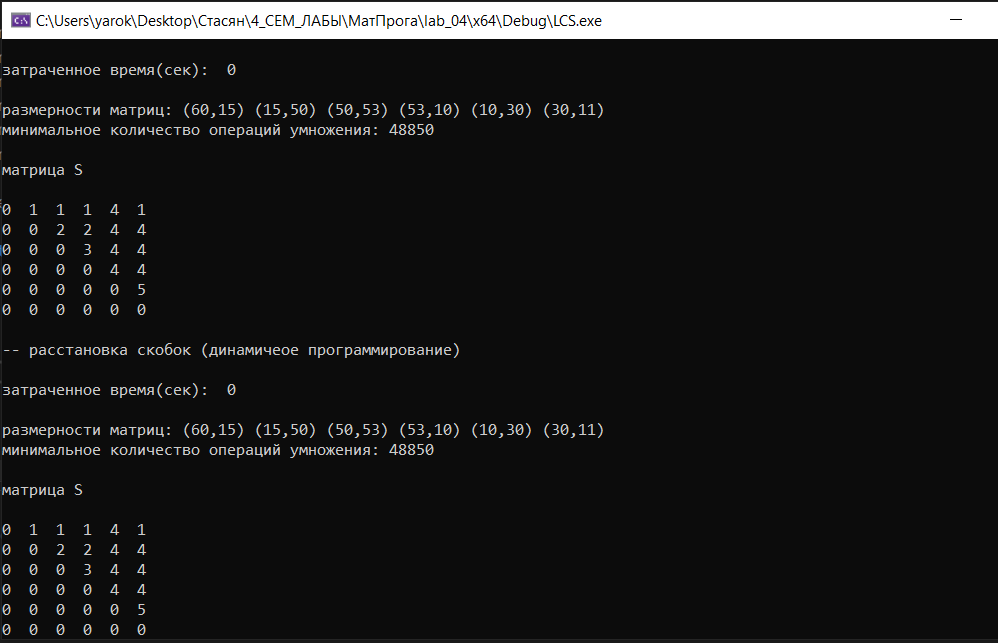 C:\Users\yarok\Desktop\Стасян\4_СЕМ_ЛАБЫ\МатПрога\lab_04\x64\Debug\LCS.exe
затраченное время(сек):  0
размерности матриц: (60,15) (15,50) (50,53) (53,10) (10,30) (30,11)
минимальное количество операций умножения: 48850
матрица S
0  1  1  1  4  1
0  0  2  2  4  4
0  0  0  3  4  4
0  0  0  0  4  4
0  0  0  0  0  5
0  0  0  0  0  0
-- расстановка скобок (динамичеое программирование)
затраченное время(сек):  0
размерности матриц: (60,15) (15,50) (50,53) (53,10) (10,30) (30,11)
минимальное количество операций умножения: 48850
матрица S
0  1  1  1  4  1
0  0  2  2  4  4
0  0  0  3  4  4
0  0  0  0  4  4
0  0  0  0  0  5
0  0  0  0  0  0